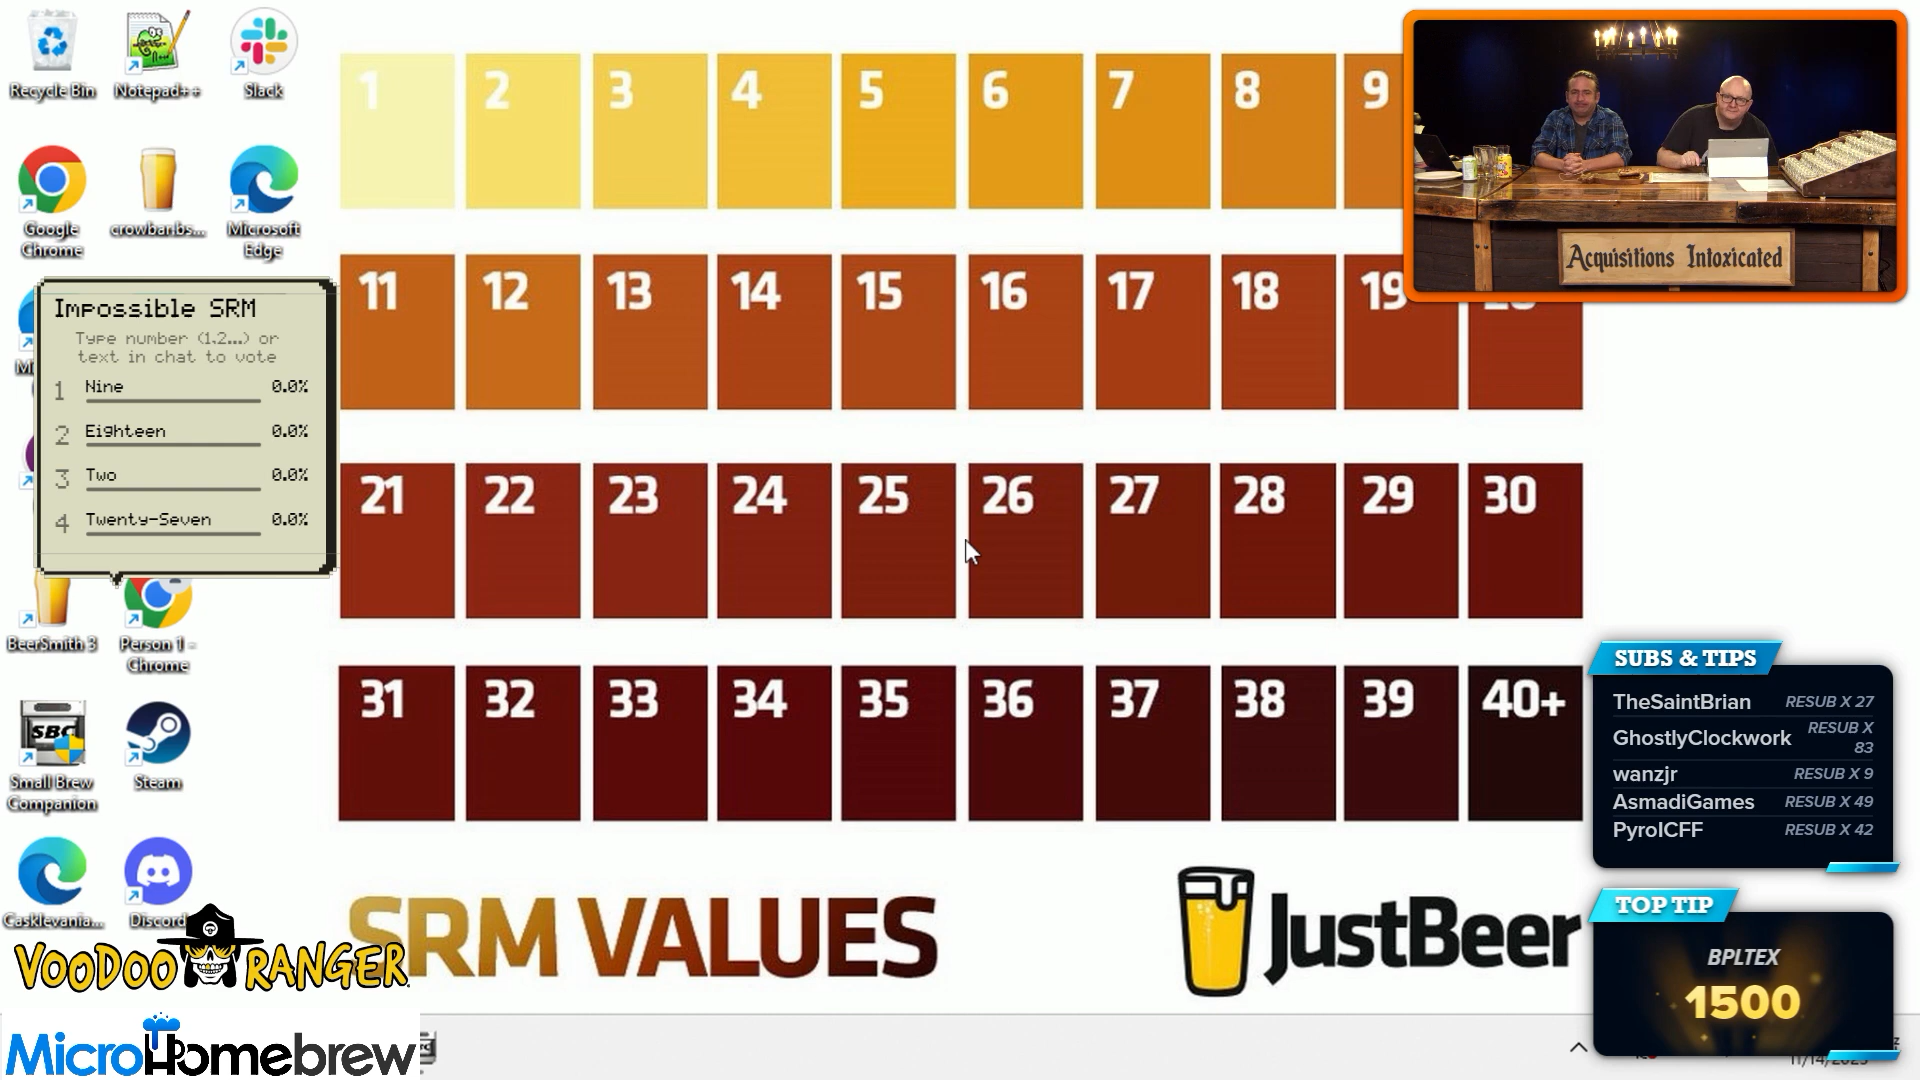 Recycle Bin
Notepad++
Slack
Google Chrome
crowbar.bs...
Microsoft Edge
Impossible SRM
Type number (1,2...) or
text in chat to vote
1 Nine 0.0%
2 Eighteen 0.0%
3 Two 0.0%
4 Twenty-Seven 0.0%
BeerSmith 3
Person 1 -
Chrome
SBC
Small Brew
Companion
Steam
Casklevania...
Discord
VOODOO RANGER
MicroHomebrew
1 2 3 4 5 6 7 8 9
11 12 13 14 15 16 17 18 19
21 22 23 24 25 26 27 28 29 30
31 32 33 34 35 36 37 38 39 40+
SRM VALUES
JustBeer
Acquisitions Intoxicated
SUBS & TIPS
TheSaintBrian RESUB X 27
GhostlyClockwork RESUB X
83
wanzjr RESUB X 9
AsmadiGames RESUB X 49
PyroICFF RESUB X 42
TOP TIP
BPLTEX
1500